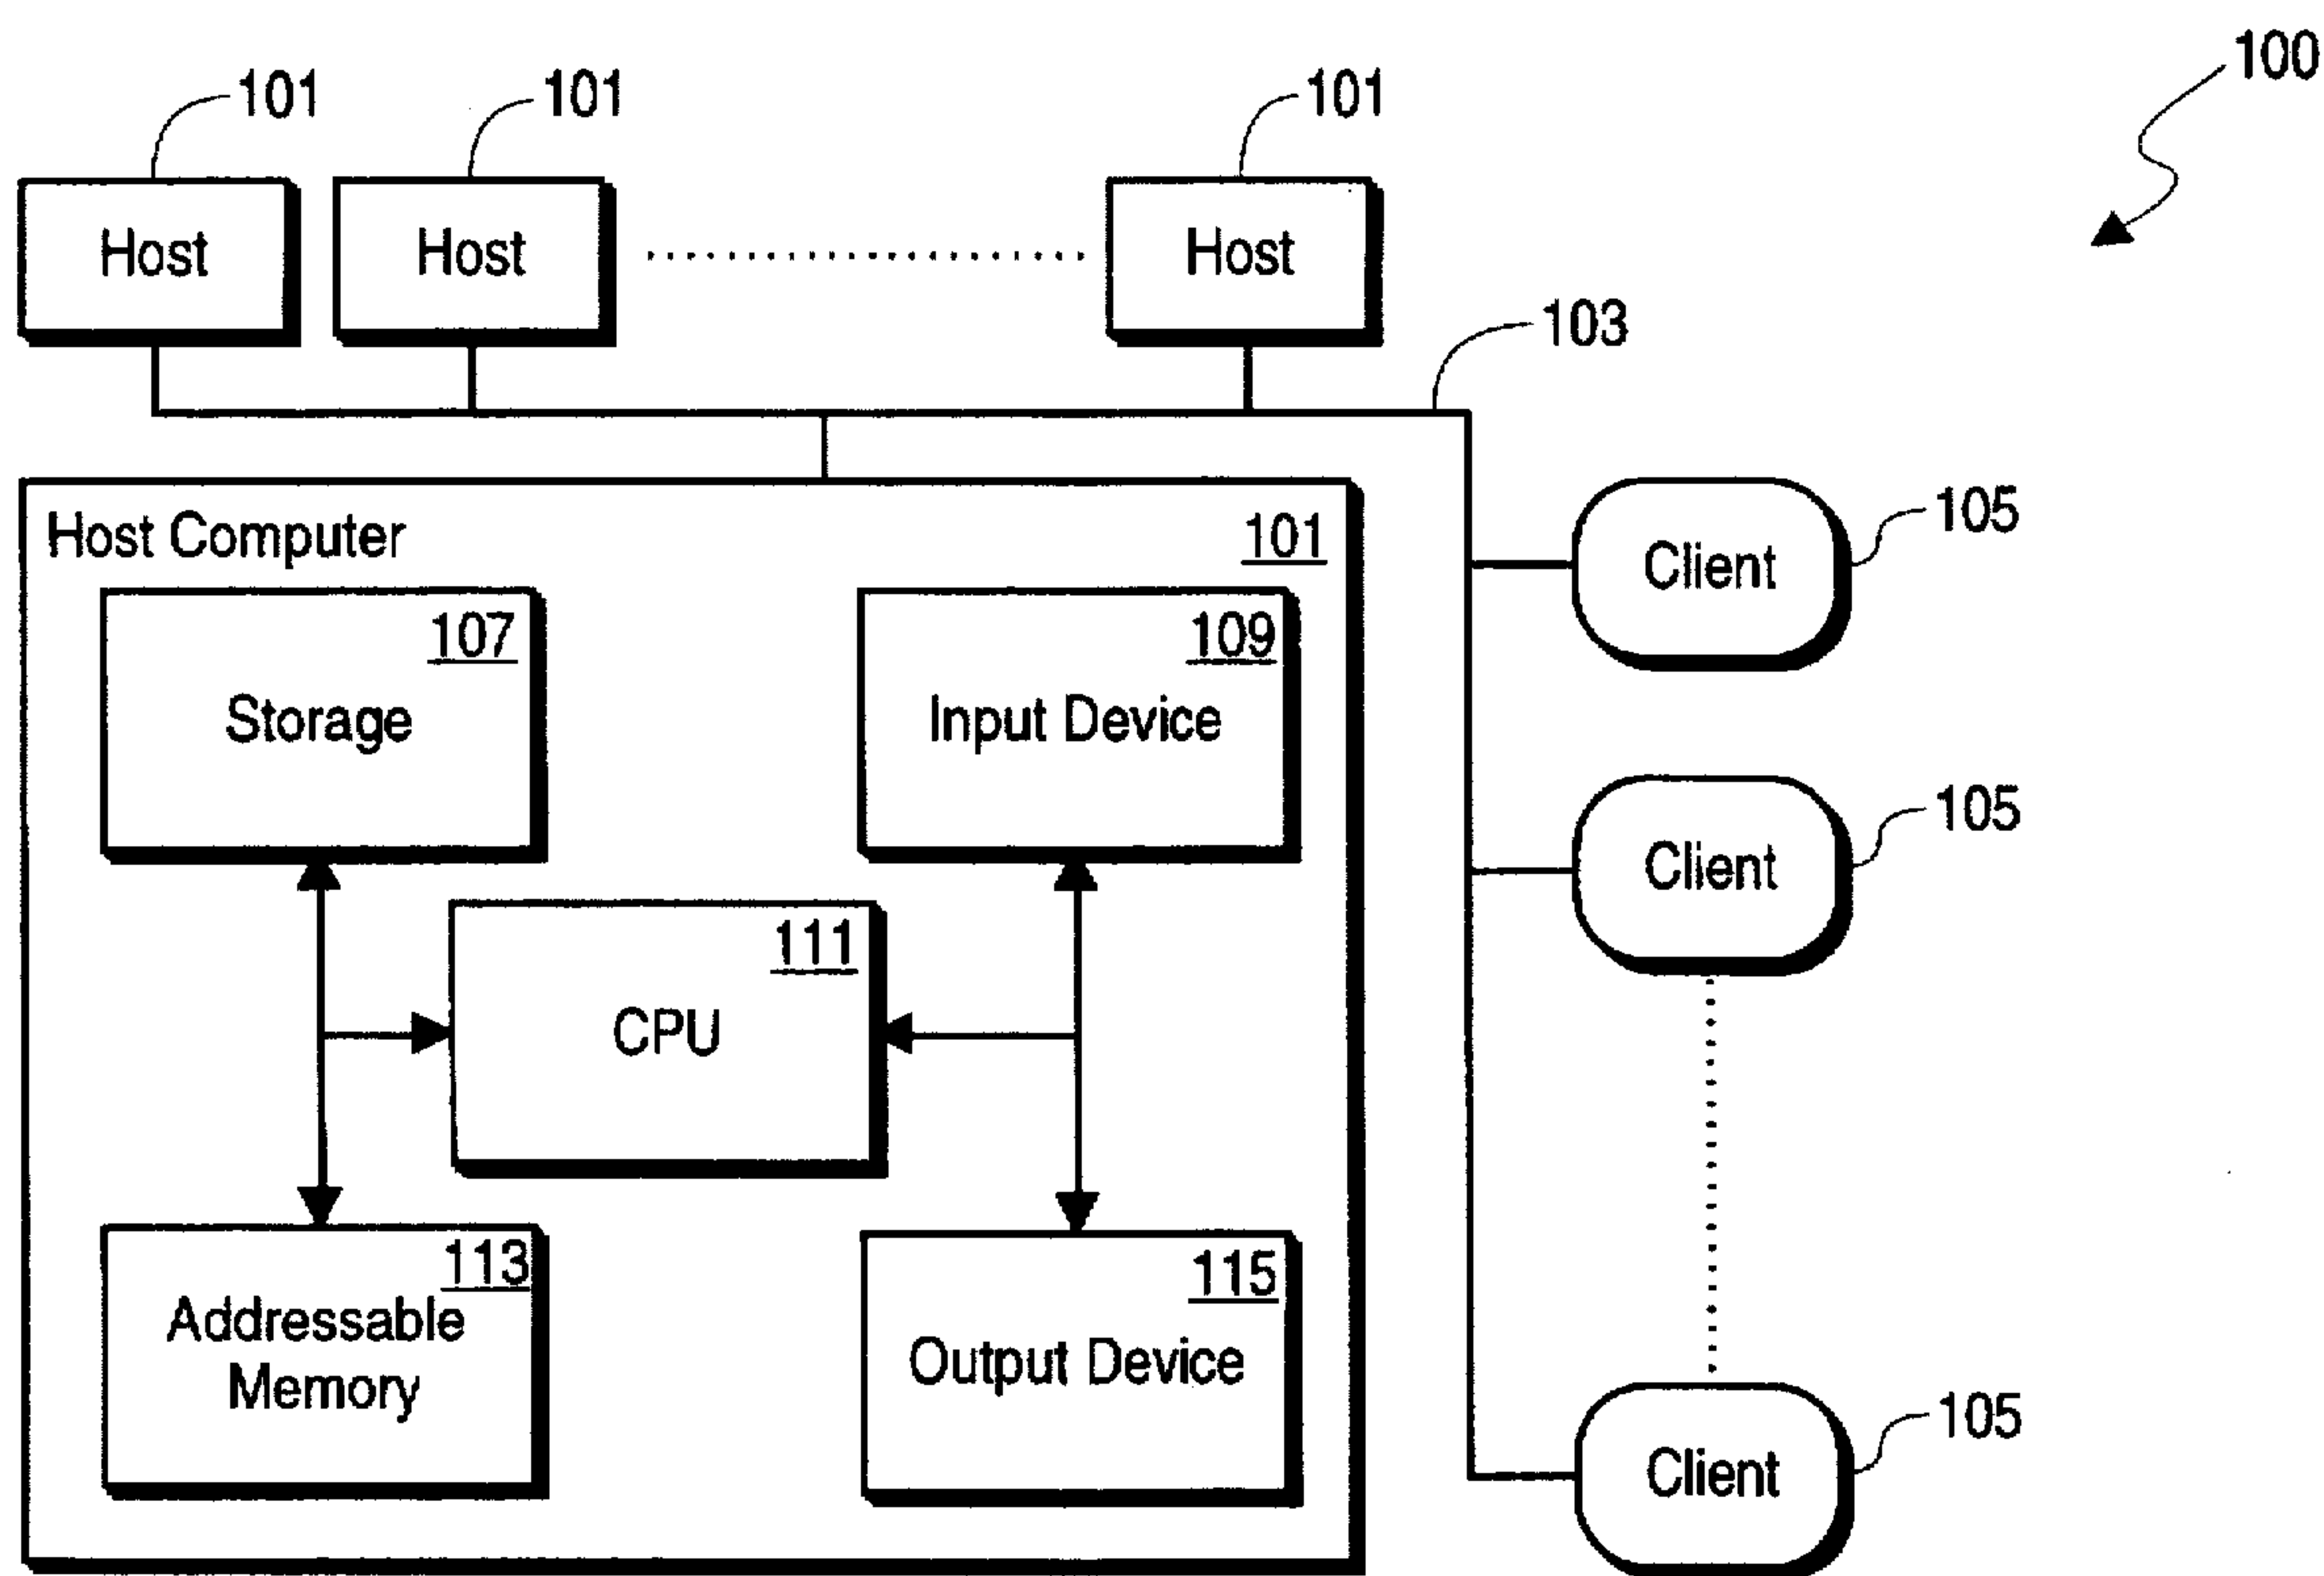 100
101
101
101
Host
Host
Host
103
Host Computer
101
105
Client
107
Storage
109
Input Device
105
Client
111
CPU
113
Addressable
Memory
115
Output Device
105
Client